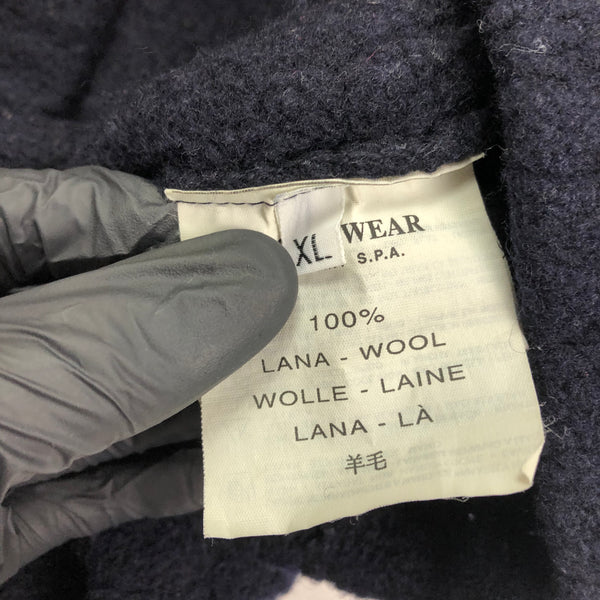 XL
WEAR
S.P.A.
100%
LANA - WOOL
WOLLE - LAINE
LANA - LÀ
羊毛